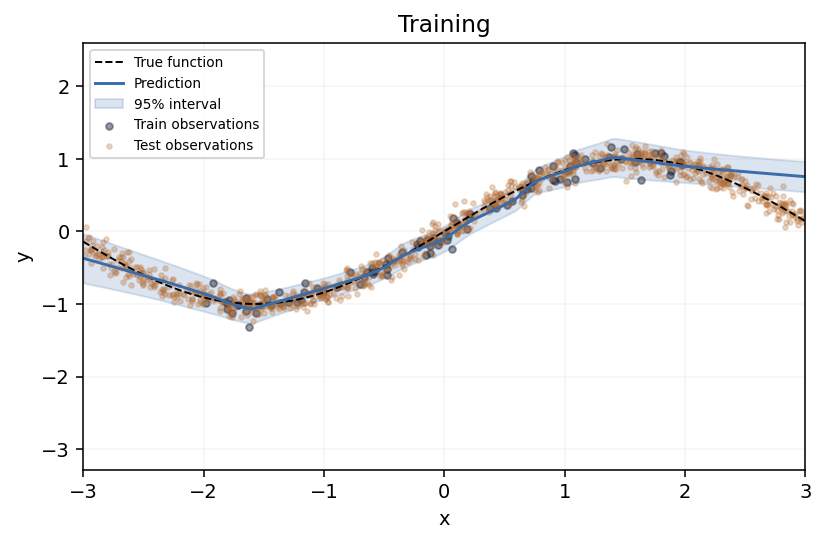 Training
True function
Prediction
95% interval
Train observations
Test observations
y
2
1
0
−1
−2
−3
−3 −2 −1 0 1 2 3
x